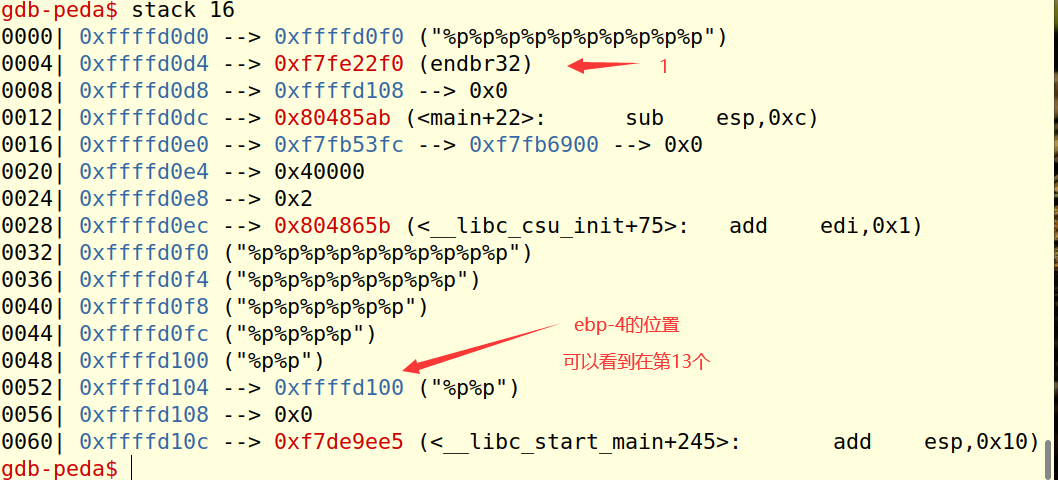 gdb-peda$ stack 16
0000| 0xffffd0d0 --> 0xffffd0f0 ("%p%p%p%p%p%p%p%p%p%p%p")
0004| 0xffffd0d4 --> 0xf7fe22f0 (endbr32) 1
0008| 0xffffd0d8 --> 0xffffd108 --> 0x0
0012| 0xffffd0dc --> 0x80485ab (<main+22>: sub esp,0xc)
0016| 0xffffd0e0 --> 0xf7fb53fc --> 0xf7fb6900 --> 0x0
0020| 0xffffd0e4 --> 0x40000
0024| 0xffffd0e8 --> 0x2
0028| 0xffffd0ec --> 0x804865b (<__libc_csu_init+75>: add edi,0x1)
0032| 0xffffd0f0 ("%p%p%p%p%p%p%p%p%p%p")
0036| 0xffffd0f4 ("%p%p%p%p%p%p%p%p")
0040| 0xffffd0f8 ("%p%p%p%p%p%p")
0044| 0xffffd0fc ("%p%p%p%p")
0048| 0xffffd100 ("%p%p")
ebp-4的位置
可以看到在第13个
0052| 0xffffd104 --> 0xffffd100 ("%p%p")
0056| 0xffffd108 --> 0x0
0060| 0xffffd10c --> 0xf7de9ee5 (<__libc_start_main+245>: add esp,0x10)
gdb-peda$